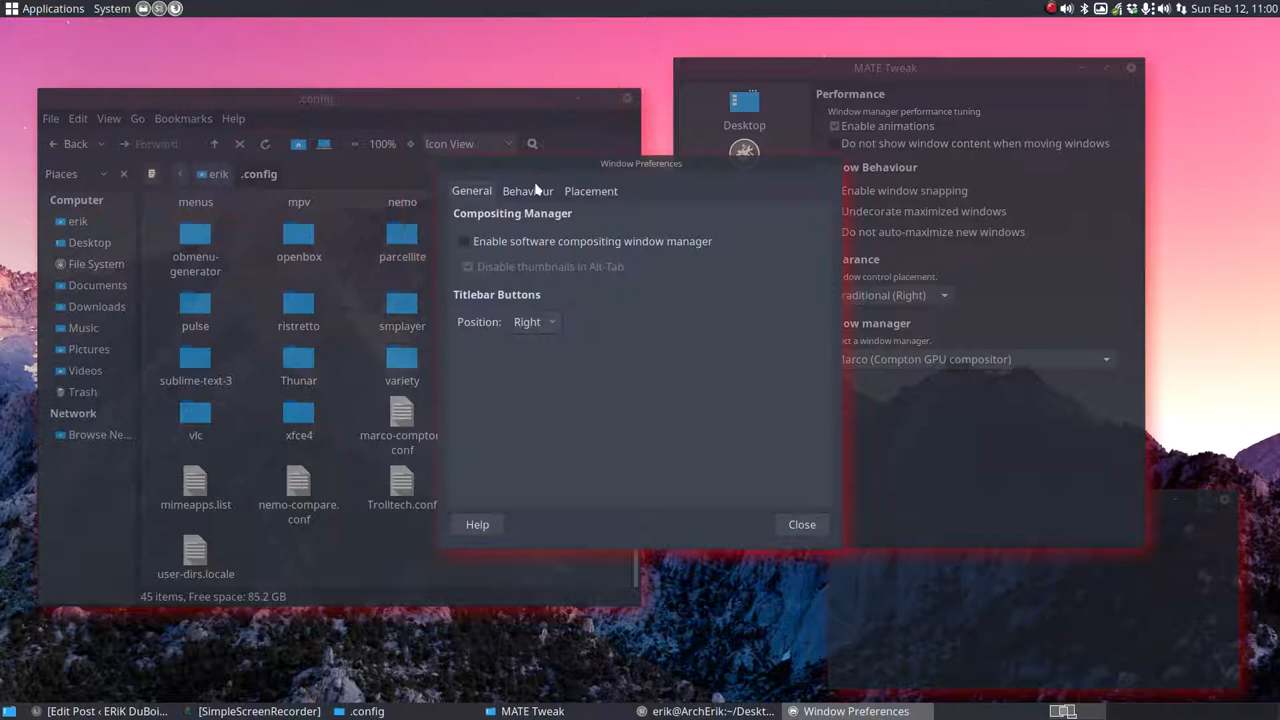 Applications System Sun Feb 12, 11:00
.config
File Edit View Go Bookmarks Help
Back Forward 100% Icon View
Places erik .config
Computer
erik
Desktop
File System
Documents
Downloads
Music
Pictures
Videos
Trash
Network
Browse Ne...
menus mpv nemo
obmenu-generator openbox parcellite
pulse ristretto smplayer
sublime-text-3 Thunar variety
vlc xfce4 marco-compton.conf
mimeapps.list nemo-compare.conf Trolltech.conf
user-dirs.locale
45 items, Free space: 85.2 GB
Window Preferences
General Behaviour Placement
Compositing Manager
Enable software compositing window manager
Disable thumbnails in Alt-Tab
Titlebar Buttons
Position: Right
Help Close
MATE Tweak
Desktop
Performance
Window manager performance tuning
Enable animations
Do not show window content when moving windows
ow Behaviour
Enable window snapping
Undecorate maximized windows
Do not auto-maximize new windows
arance
dow control placement.
raditional (Right)
ow manager
ect a window manager.
Marco (Compton GPU compositor)
[Edit Post ‹ ERiK DuBoi... [SimpleScreenRecorder] .config MATE Tweak erik@ArchErik:~/Deskt... Window Preferences